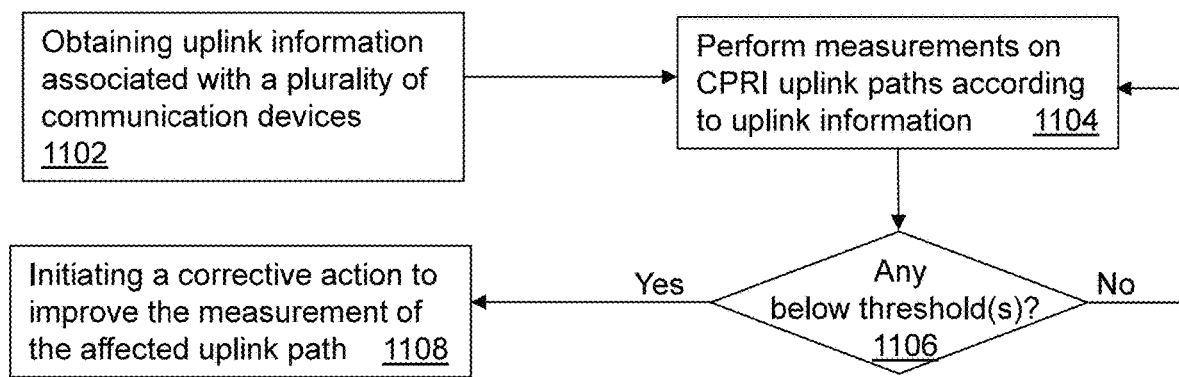 Obtaining uplink information
associated with a plurality of
communication devices
1102
Perform measurements on
CPRI uplink paths according
to uplink information 1104
Any
below threshold(s)?
1106
Yes
No
Initiating a corrective action to
improve the measurement of
the affected uplink path 1108